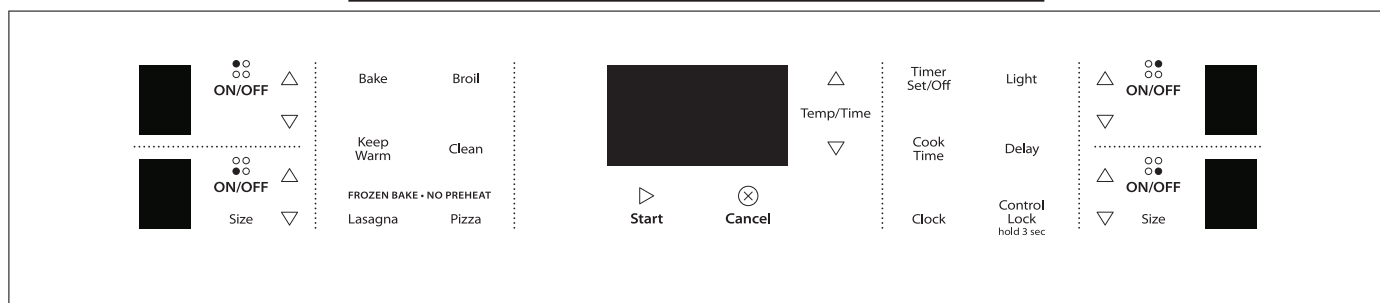 ON/OFF
ON/OFF
Size
Bake
Broil
Keep
Warm
Clean
FROZEN BAKE • NO PREHEAT
Lasagna
Pizza
Start
Cancel
Temp/Time
Timer
Set/Off
Light
Cook
Time
Delay
Clock
Control
Lock
hold 3 sec
ON/OFF
ON/OFF
Size